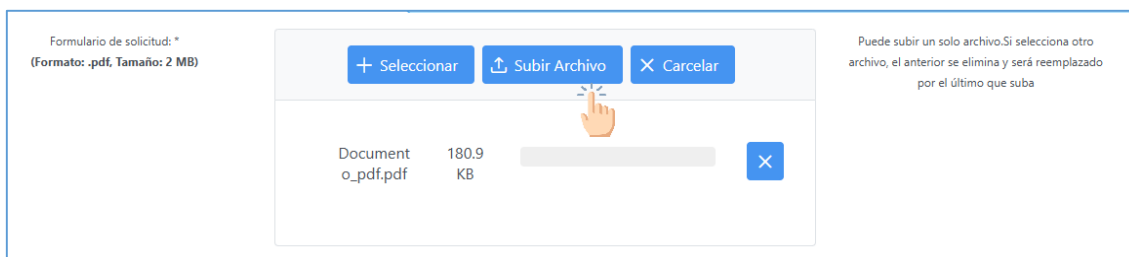 Formulario de solicitud: *
(Formato: .pdf, Tamaño: 2 MB)
+ Seleccionar
Subir Archivo
Carcelar
Document
o_pdf.pdf
180.9
KB
Puede subir un solo archivo.Si selecciona otro
archivo, el anterior se elimina y será reemplazado
por el último que suba